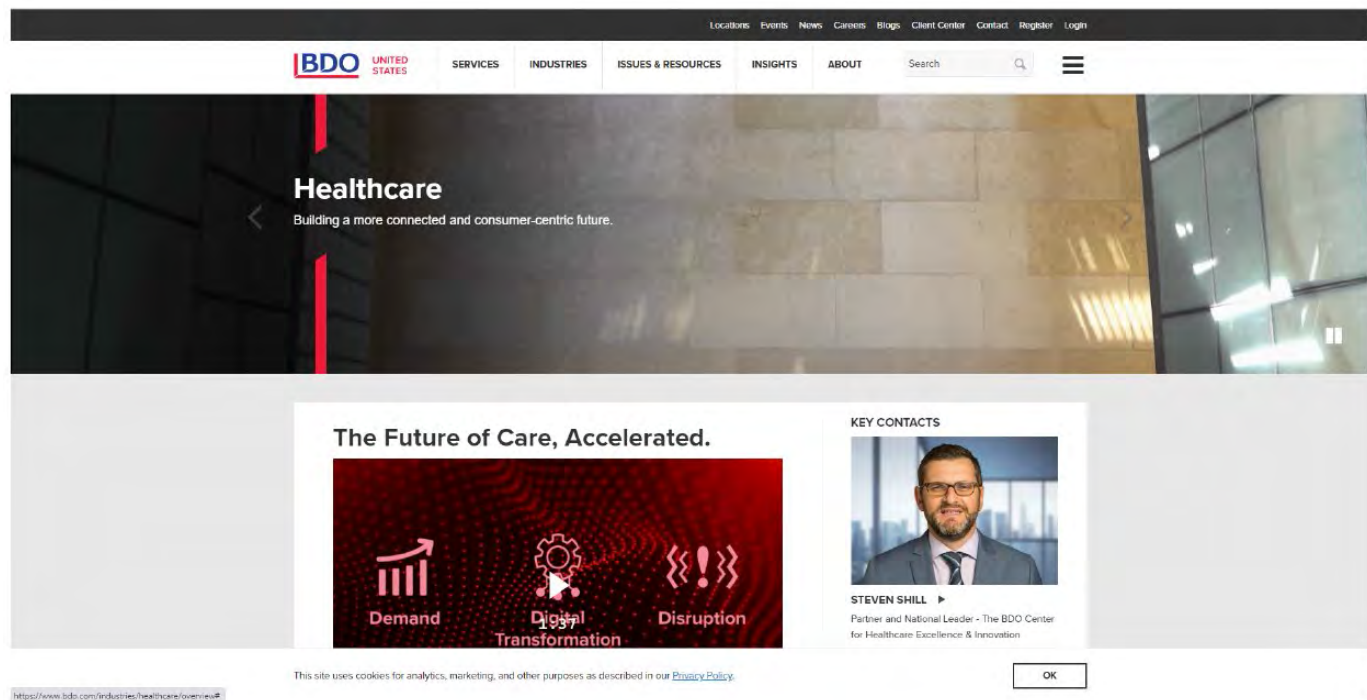 Locations Events News Careers Blogs Client Center Contact Register Login
BDO UNITED STATES
SERVICES INDUSTRIES ISSUES & RESOURCES INSIGHTS ABOUT Search
Healthcare
Building a more connected and consumer-centric future.
The Future of Care, Accelerated.
Demand
Digital Transformation
Disruption
1:37
KEY CONTACTS
STEVEN SHILL
Partner and National Leader - The BDO Center
for Healthcare Excellence & Innovation
This site uses cookies for analytics, marketing, and other purposes as described in our Privacy Policy.
OK
https://www.bdo.com/industries/healthcare/overview#